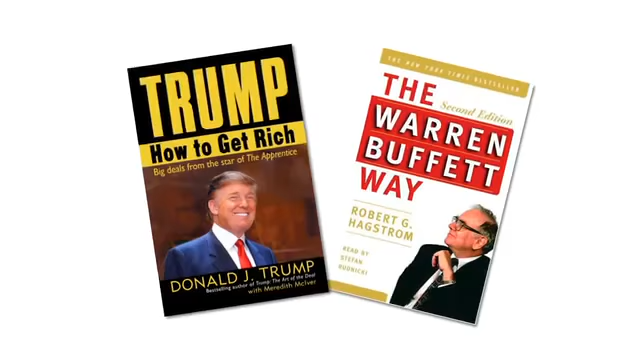 TRUMP
How to Get Rich
Big deals from the star of The Apprentice
DONALD J. TRUMP
Bestselling author of Trump: The Art of the Deal
with Meredith McIver
THE NEW YORK TIMES BESTSELLER
THE
Second Edition
WARREN
BUFFETT
WAY
ROBERT G.
HAGSTROM
READ BY
STEFAN
RUDNICKI